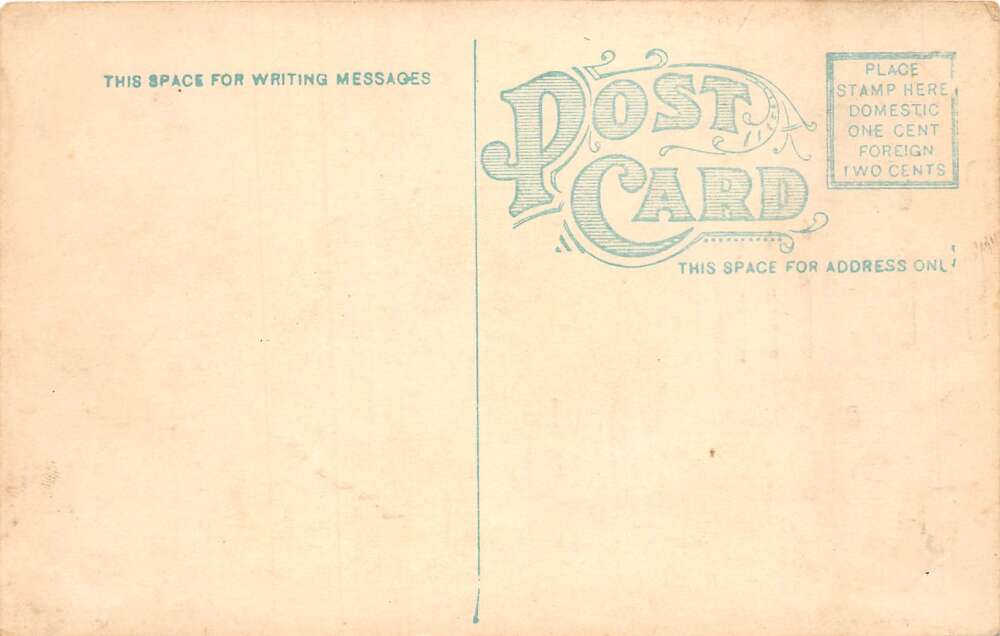 THIS SPACE FOR WRITING MESSAGES
POST
CARD
PLACE
STAMP HERE
DOMESTIC
ONE CENT
FOREIGN
TWO CENTS
THIS SPACE FOR ADDRESS ONLY